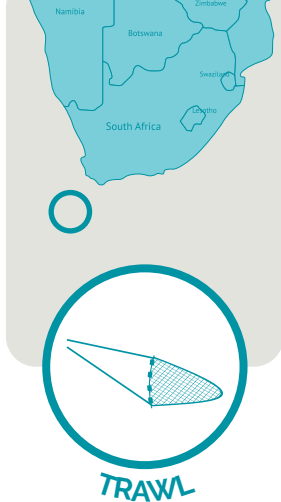 Zimbabwe
Namibia
Botswana
Swaziland
Lesotho
South Africa
TRAWL